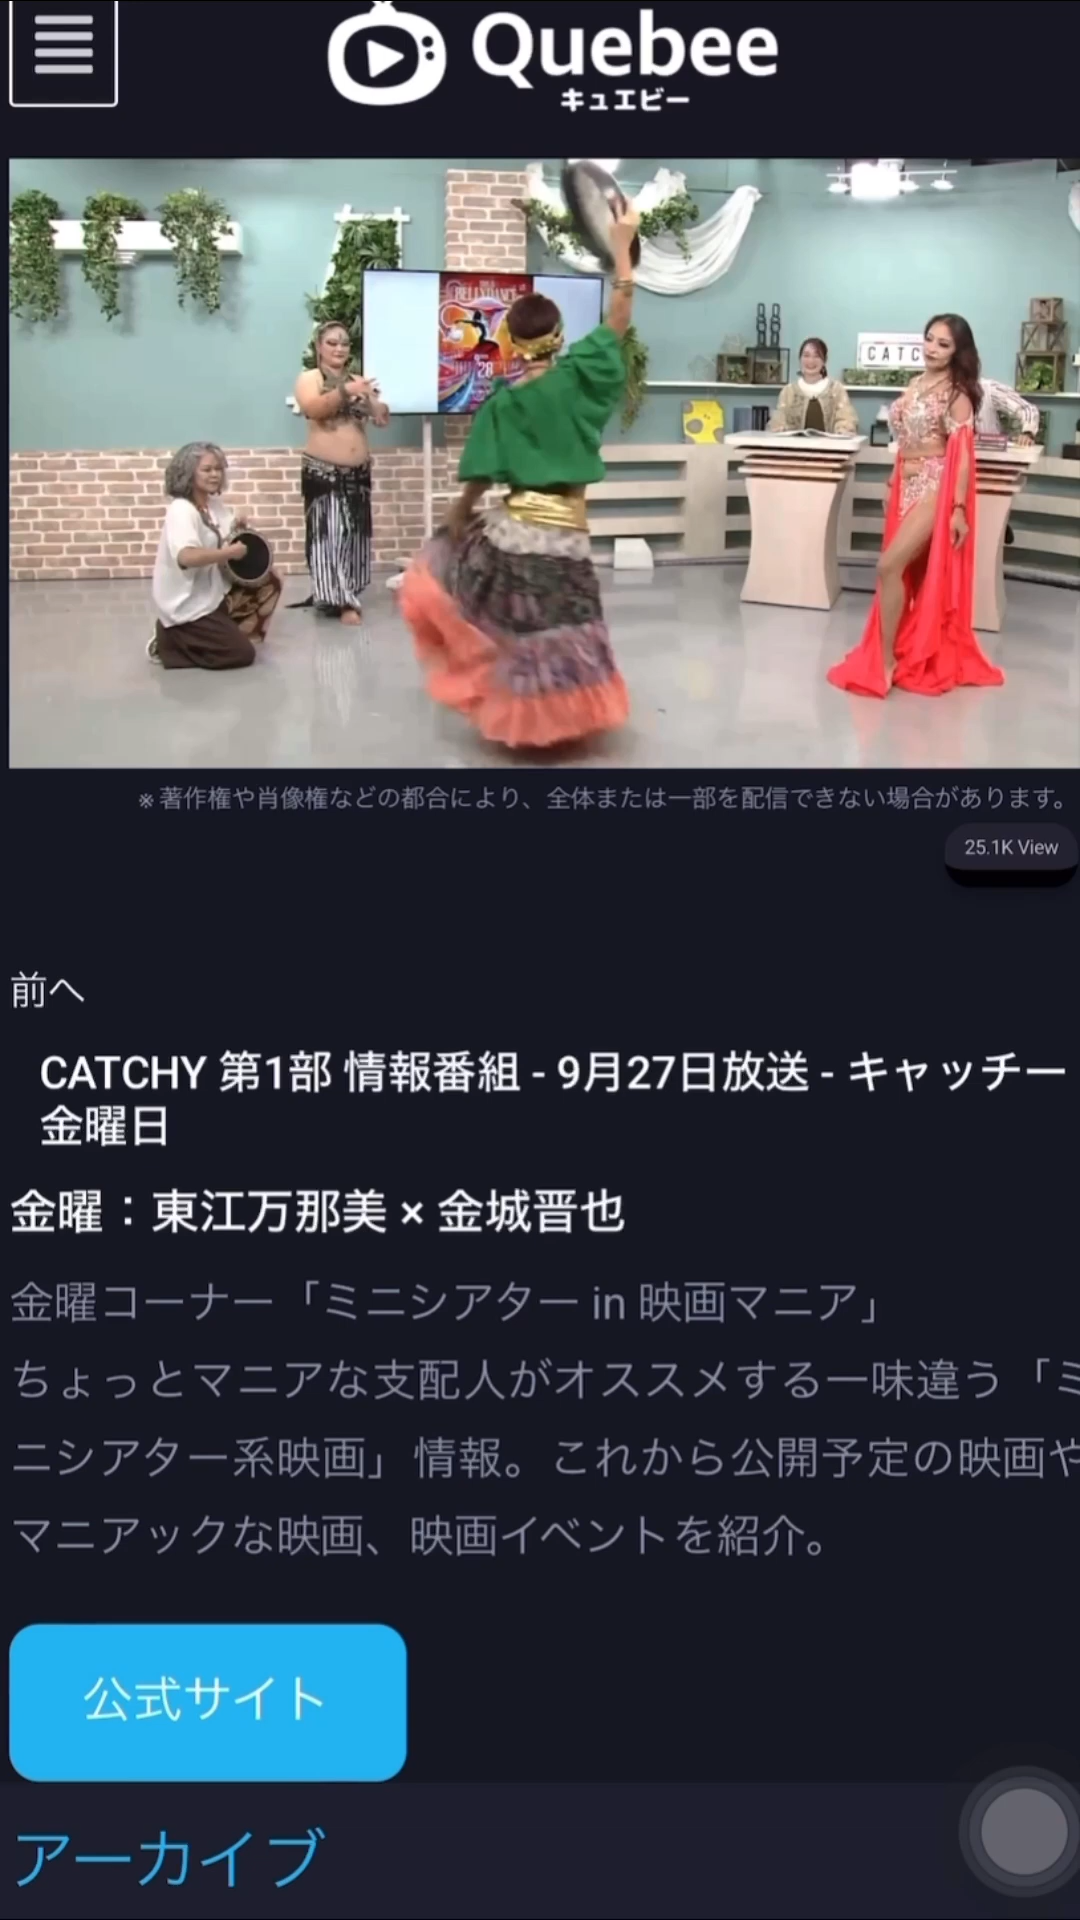 Quebee
キュエビー
BELLYDANCE
28
CATC
※ 著作権や肖像権などの都合により、全体または一部を配信できない場合があります。
25.1K View
前へ
CATCHY 第1部 情報番組 - 9月27日放送 - キャッチー
金曜日
金曜：東江万那美 × 金城晋也
金曜コーナー「ミニシアター in 映画マニア」
ちょっとマニアな支配人がオススメする一味違う「ミ
ニシアター系映画」情報。これから公開予定の映画や
マニアックな映画、映画イベントを紹介。
公式サイト
アーカイブ